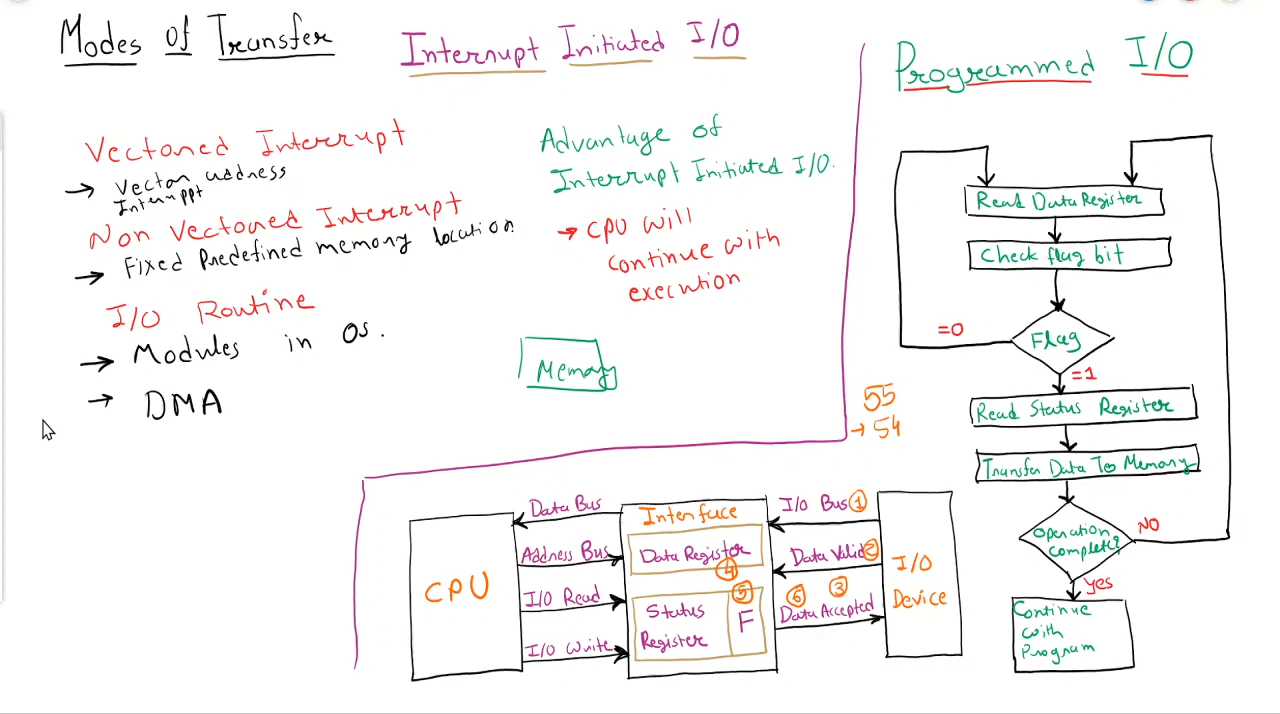 Modes of Transfer
Interrupt Initiated I/O
Vectoned Interrupt
→ Vecton address
Interrupt
Non Vectoned Interrupt
→ Fixed Predefined memory location
I/O Routine
→ Modules in OS.
→ DMA
Advantage of
Interrupt Initiated I/O.
→ CPU will
continue with
execution
Memory
Programmed I/O
Read Data Register
Check flag bit
Flag
=0
=1
Read Status Register
Transfer Data To Memory
Operation
complete?
NO
Yes
Continue
with
Program
55
→ 54
CPU
Data Bus
Address Bus
I/O Read
I/O Write
Interface
Data Register
4
Status
Register
5
F
I/O Bus 1
Data Valid 2
6 3
Data Accepted
I/O
Device